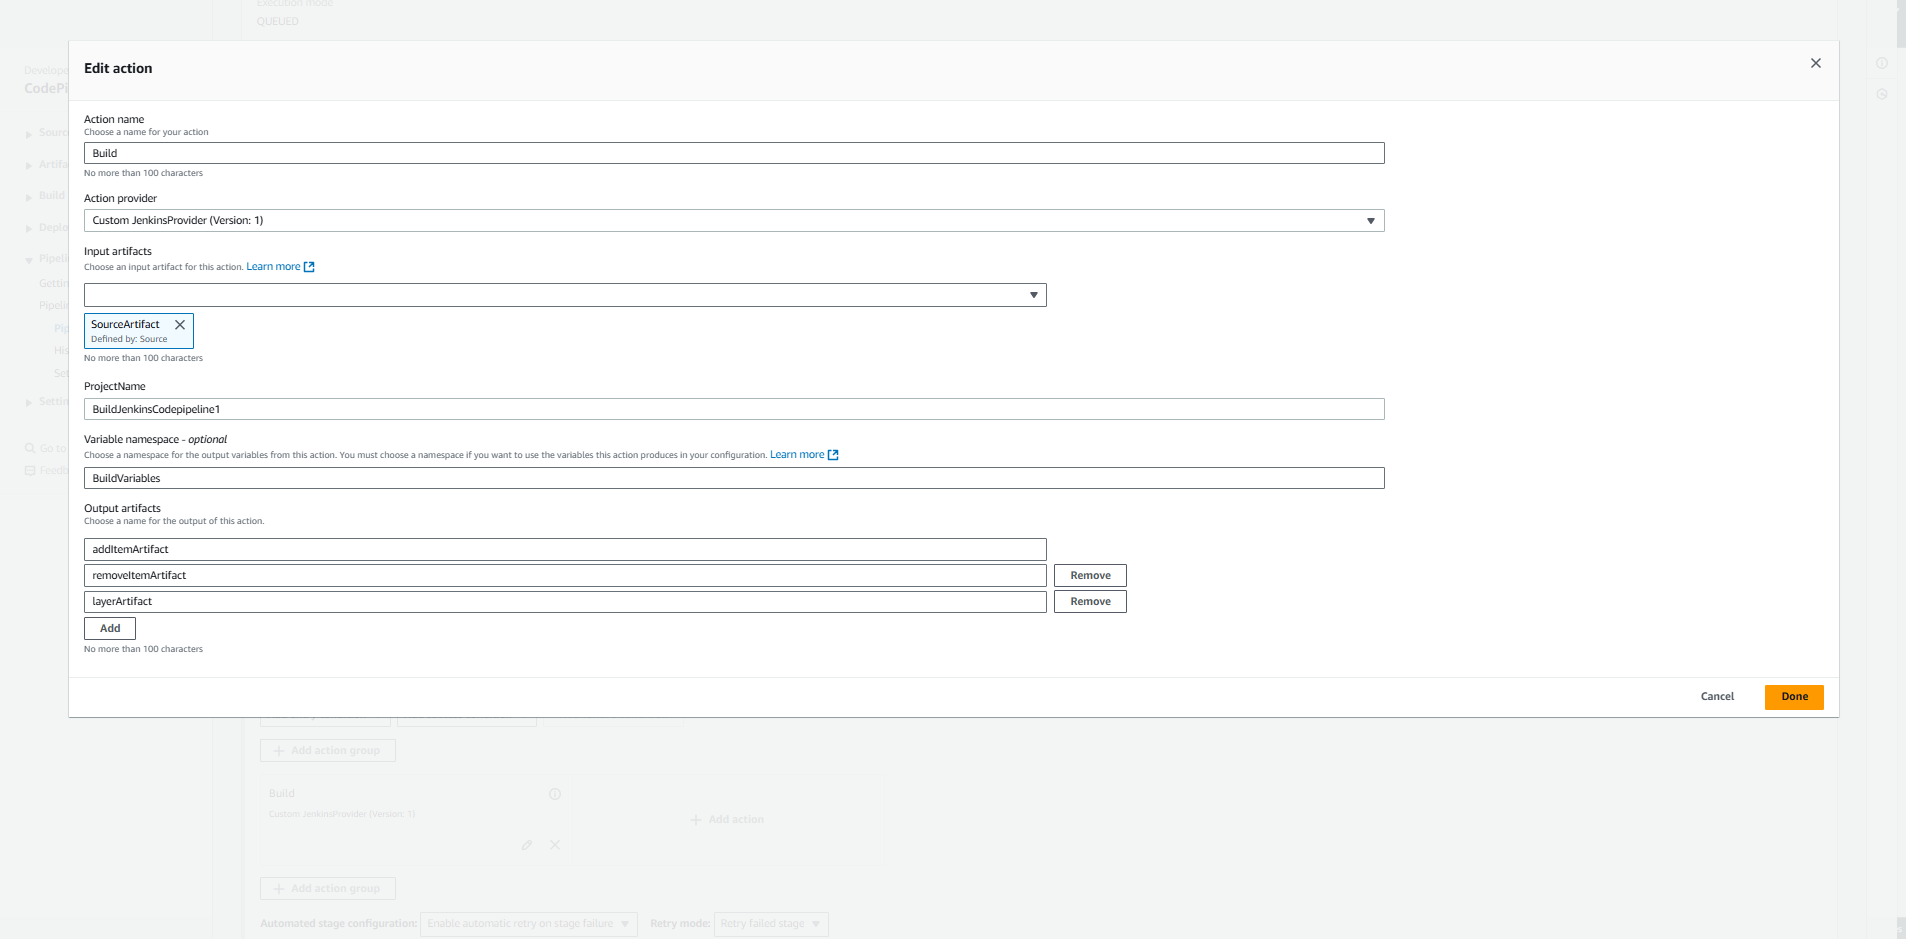 Execution mode
QUEUED
Edit action
Develope
CodePi
Action name
Choose a name for your action
Build
No more than 100 characters
Action provider
Custom JenkinsProvider (Version: 1)
Input artifacts
Choose an input artifact for this action. Learn more
SourceArtifact
Defined by: Source
No more than 100 characters
ProjectName
BuildJenkinsCodepipeline1
Variable namespace - optional
Choose a namespace for the output variables from this action. You must choose a namespace if you want to use the variables this action produces in your configuration. Learn more
BuildVariables
Output artifacts
Choose a name for the output of this action.
addItemArtifact
removeItemArtifact Remove
layerArtifact Remove
Add
No more than 100 characters
Cancel Done
Sourc
Artifa
Build
Deplo
Pipeli
Gettin
Pipelin
Pip
His
Set
Settin
Go to
Feedb
Add action group
Build
Custom JenkinsProvider (Version: 1)
Add action
Add action group
Automated stage configuration: Enable automatic retry on stage failure Retry mode: Retry failed stage